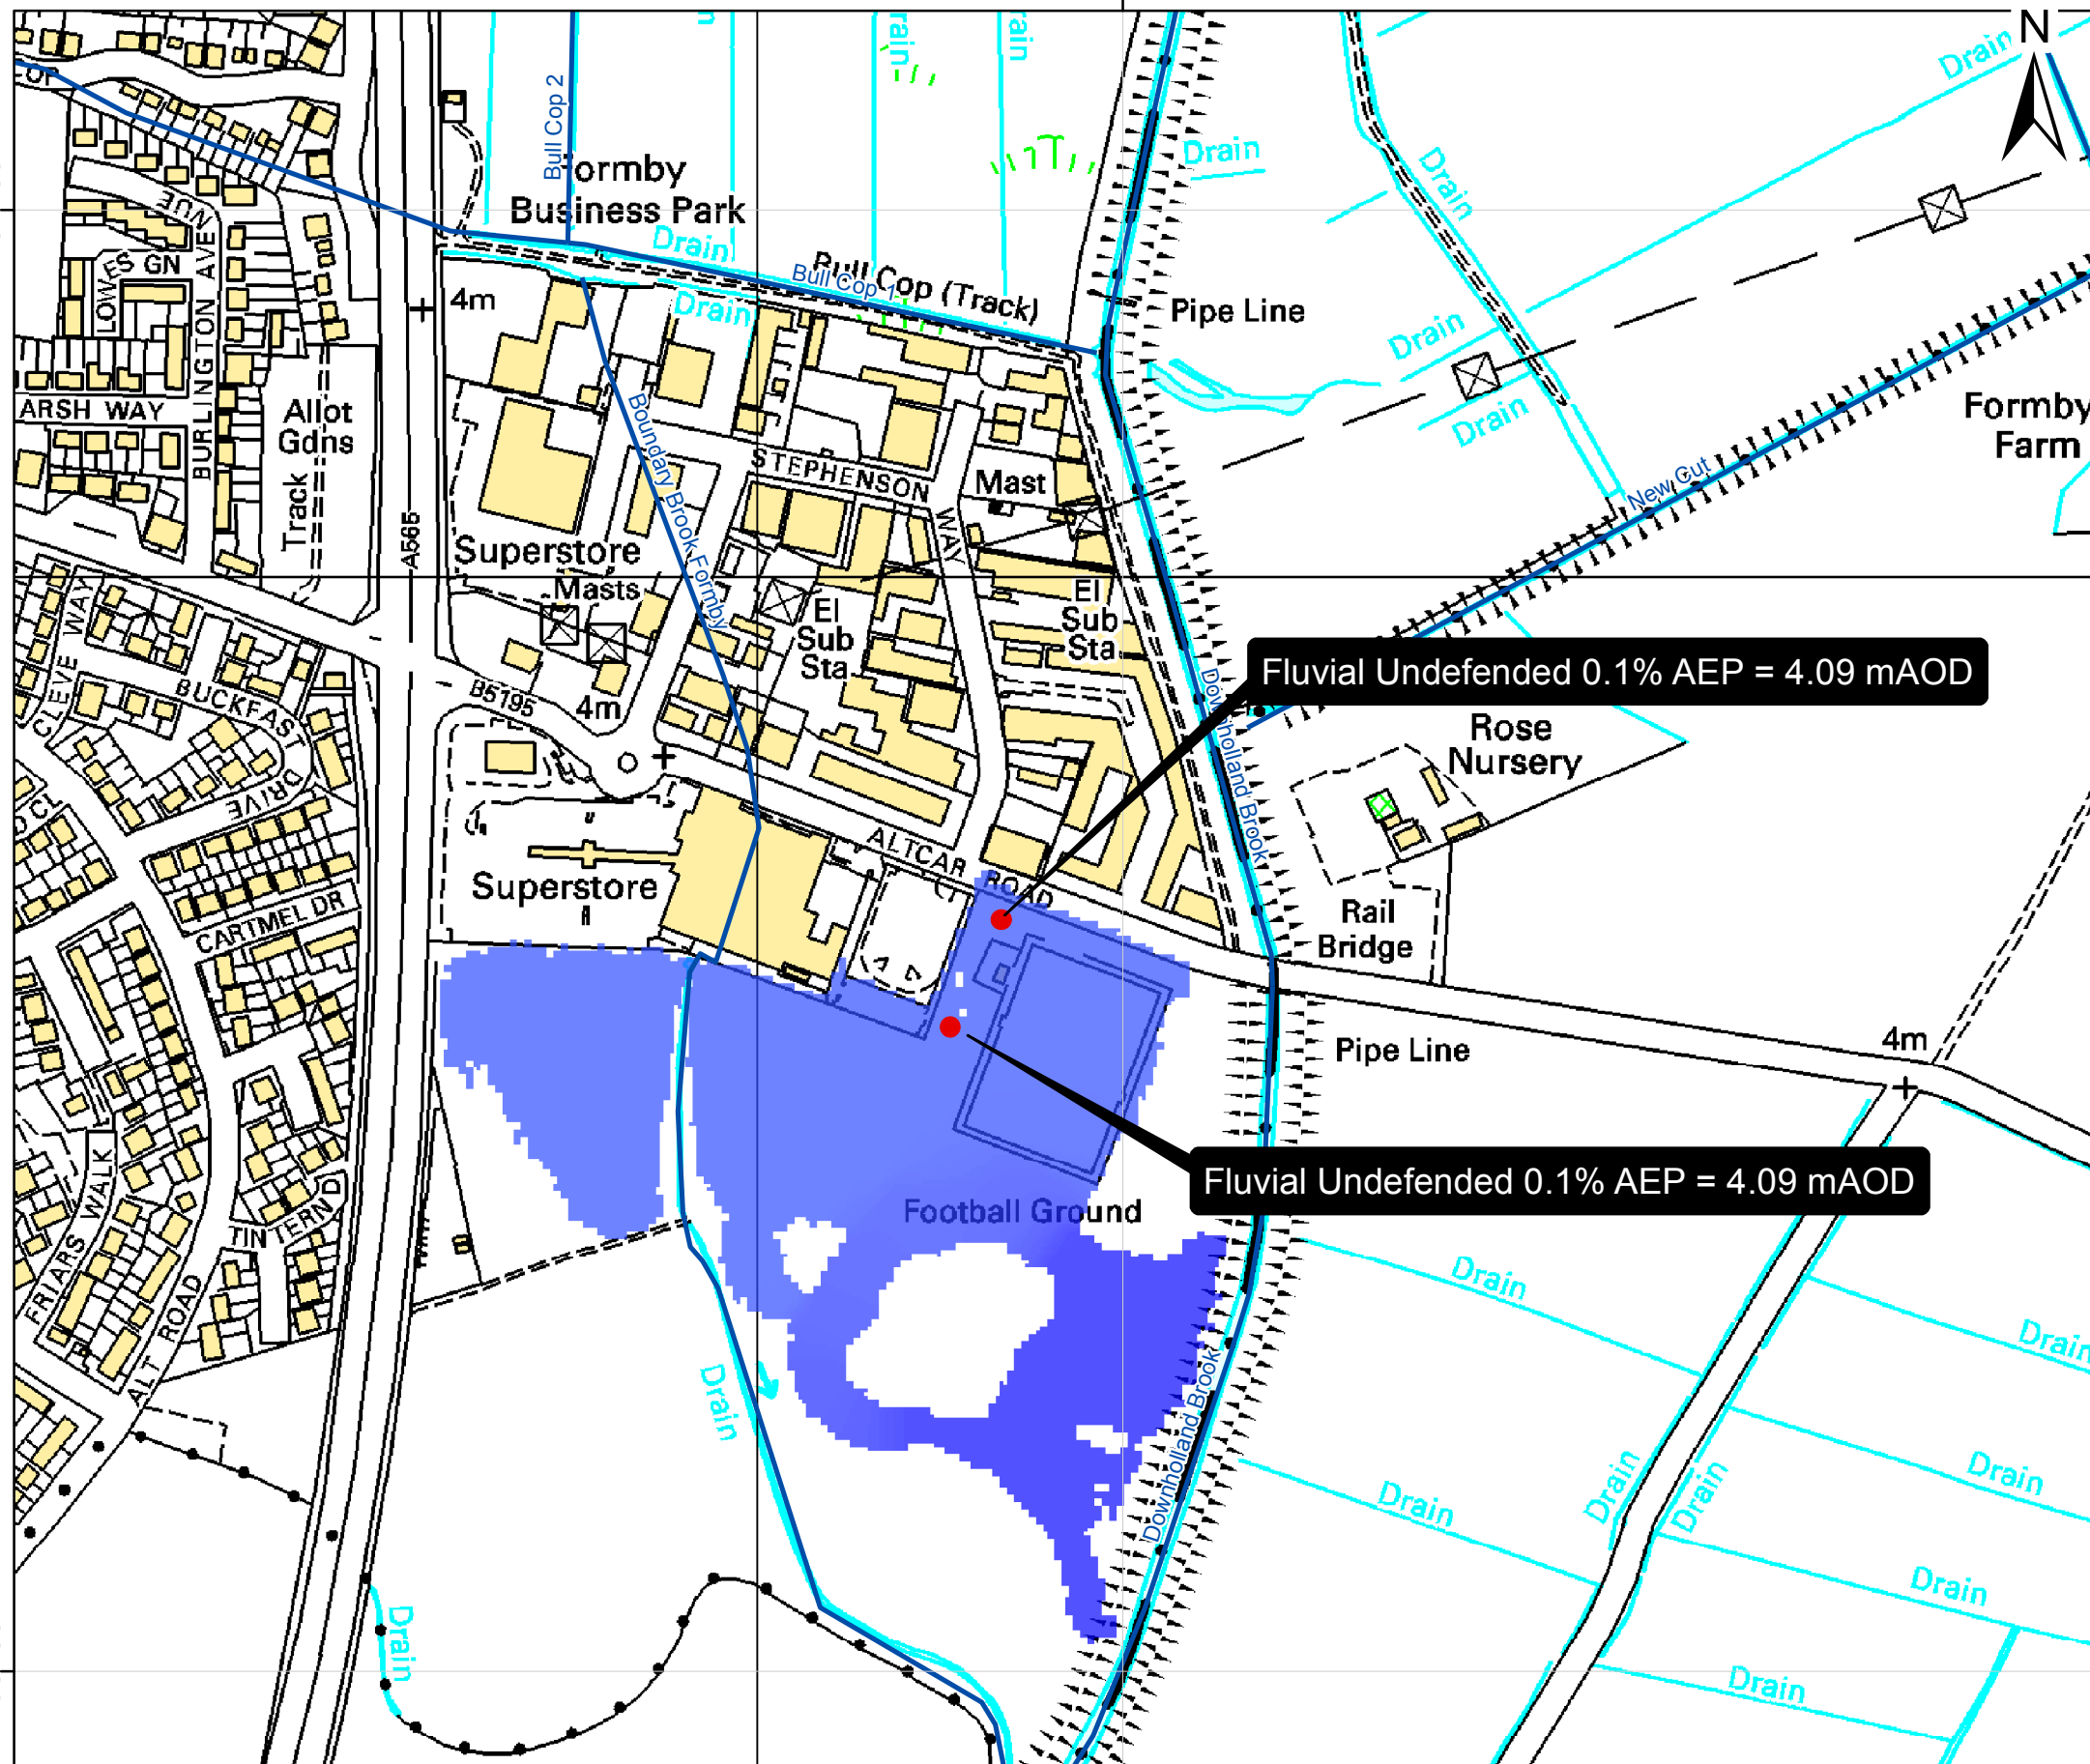 N
Drain
rain
rain
Bull Cop 2
ormby
Business Park
Drain
Drain
Drain
NUE
LOWES GN
BURLINGTON AVE
4m
Drain
Bull Cop (Track)
Bull Cop 1
Pipe Line
Drain
Drain
ARSH WAY
Allot
Gdns
Track
A565
Formby
Farm
Boundary Brook Formby
STEPHENSON
WAY
Mast
New Cut
Superstore
Masts
El
Sub
Sta
El
Sub
Sta
CLEVE WAY
BUCKFAST
DRIVE
B5195
4m
Fluvial Undefended 0.1% AEP = 4.09 mAOD
Downholland Brook
Rose
Nursery
ALTCAR ROAD
Superstore
CARTMEL DR
Rail
Bridge
Pipe Line
4m
Fluvial Undefended 0.1% AEP = 4.09 mAOD
Football Ground
FRIARS WALK
TINTERN D
ALT ROAD
Drain
Drain
Drain
Downholland Brook
Drain
Drain
Drain
Drain
Drain
Drain
Drain